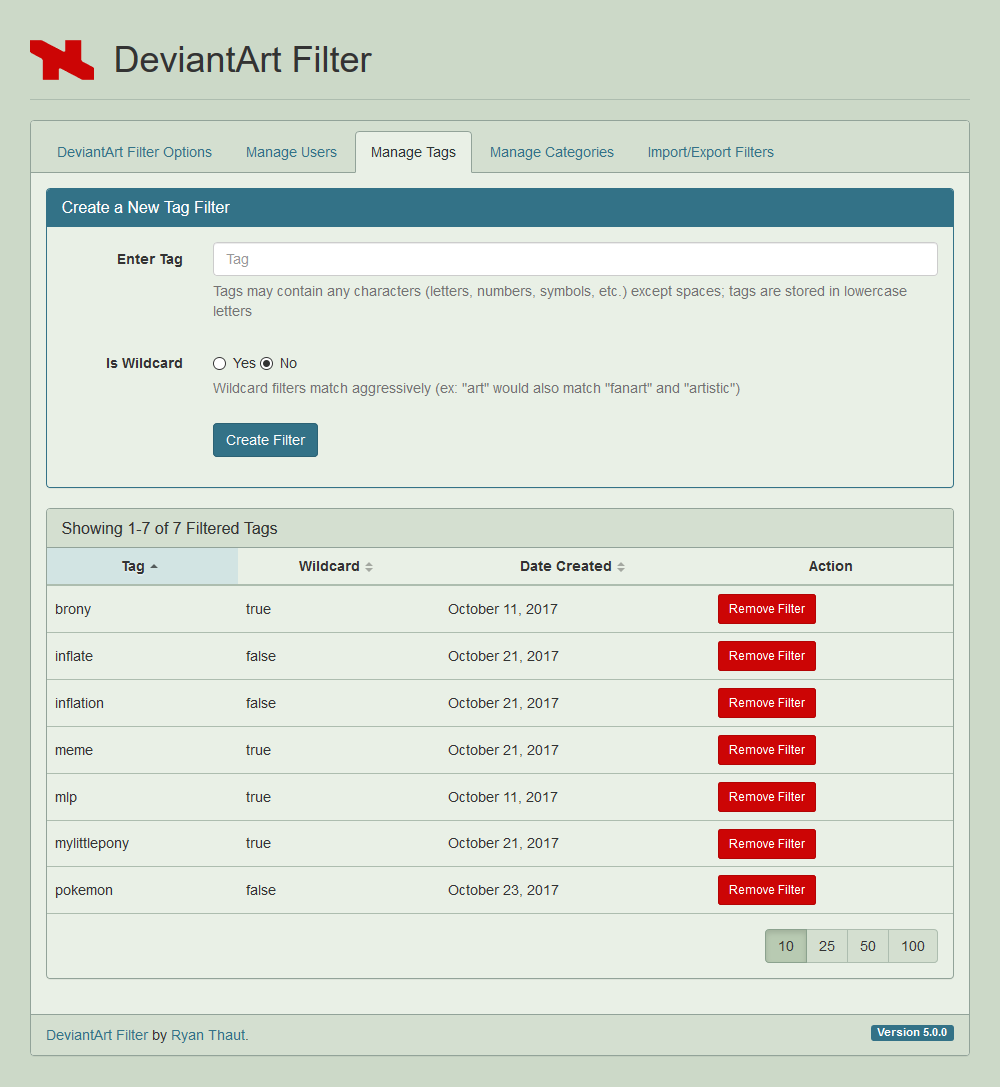 DeviantArt Filter
DeviantArt Filter Options Manage Users Manage Tags Manage Categories Import/Export Filters
Create a New Tag Filter
Enter Tag Tag
Tags may contain any characters (letters, numbers, symbols, etc.) except spaces; tags are stored in lowercase
letters
Is Wildcard Yes No
Wildcard filters match aggressively (ex: "art" would also match "fanart" and "artistic")
Create Filter
Showing 1-7 of 7 Filtered Tags
Tag Wildcard Date Created Action
brony true October 11, 2017 Remove Filter
inflate false October 21, 2017 Remove Filter
inflation false October 21, 2017 Remove Filter
meme true October 21, 2017 Remove Filter
mlp true October 11, 2017 Remove Filter
mylittlepony true October 21, 2017 Remove Filter
pokemon false October 23, 2017 Remove Filter
10 25 50 100
DeviantArt Filter by Ryan Thaut. Version 5.0.0